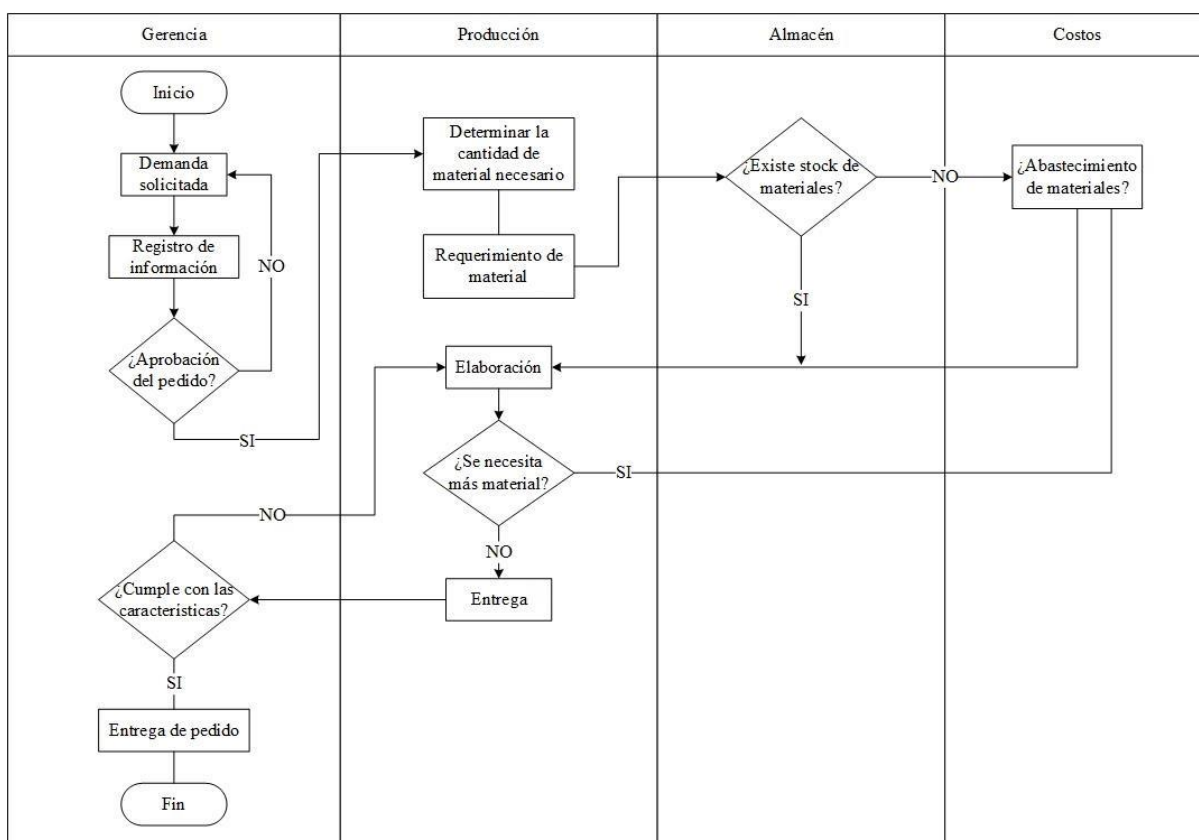 Gerencia
Producción
Almacén
Costos
Inicio
Demanda
solicitada
Registro de
información
NO
¿Aprobación
del pedido?
SI
Determinar la
cantidad de
material necesario
Requerimiento de
material
¿Existe stock de
materiales?
NO
¿Abastecimiento
de materiales?
SI
Elaboración
¿Se necesita
más material?
SI
NO
Entrega
NO
¿Cumple con las
características?
SI
Entrega de pedido
Fin